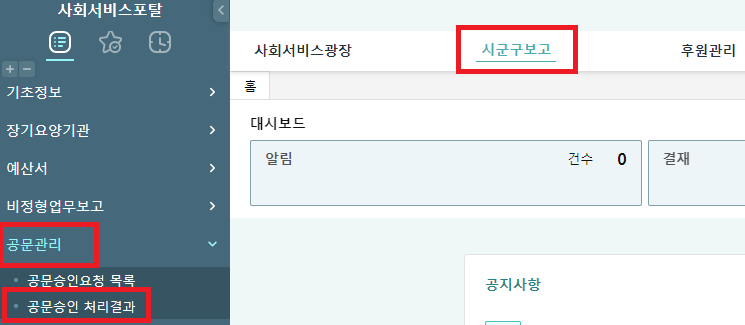 사회서비스포탈
사회서비스광장
시군구보고
후원관리
기초정보
장기요양기관
예산서
비정형업무보고
공문관리
공문승인요청 목록
공문승인 처리결과
홈
대시보드
알림 건수 0
결재
공지사항